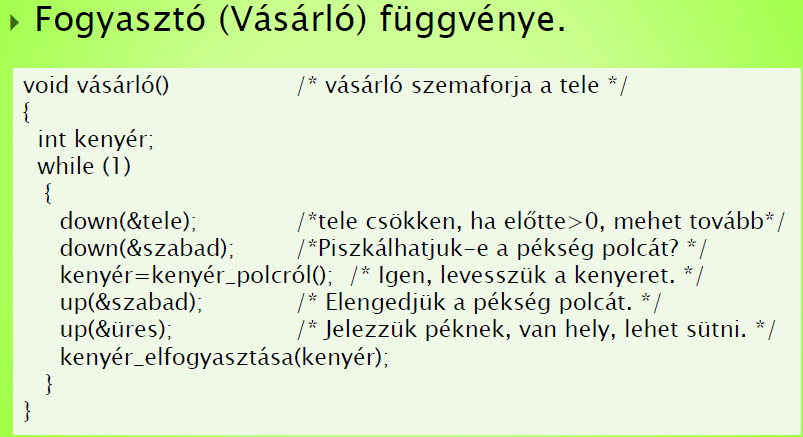 Fogyasztó (Vásárló) függvénye.
void vásárló() /* vásárló szemaforja a tele */
{
int kenyér;
while (1)
{
down(&tele); /*tele csökken, ha előtte>0, mehet tovább*/
down(&szabad); /*Piszkálhatjuk-e a pékség polcát? */
kenyér=kenyér_polcról(); /* Igen, levesszük a kenyeret. */
up(&szabad); /* Elengedjük a pékség polcát. */
up(&üres); /* Jelezzük péknek, van hely, lehet sütni. */
kenyér_elfogyasztása(kenyér);
}
}